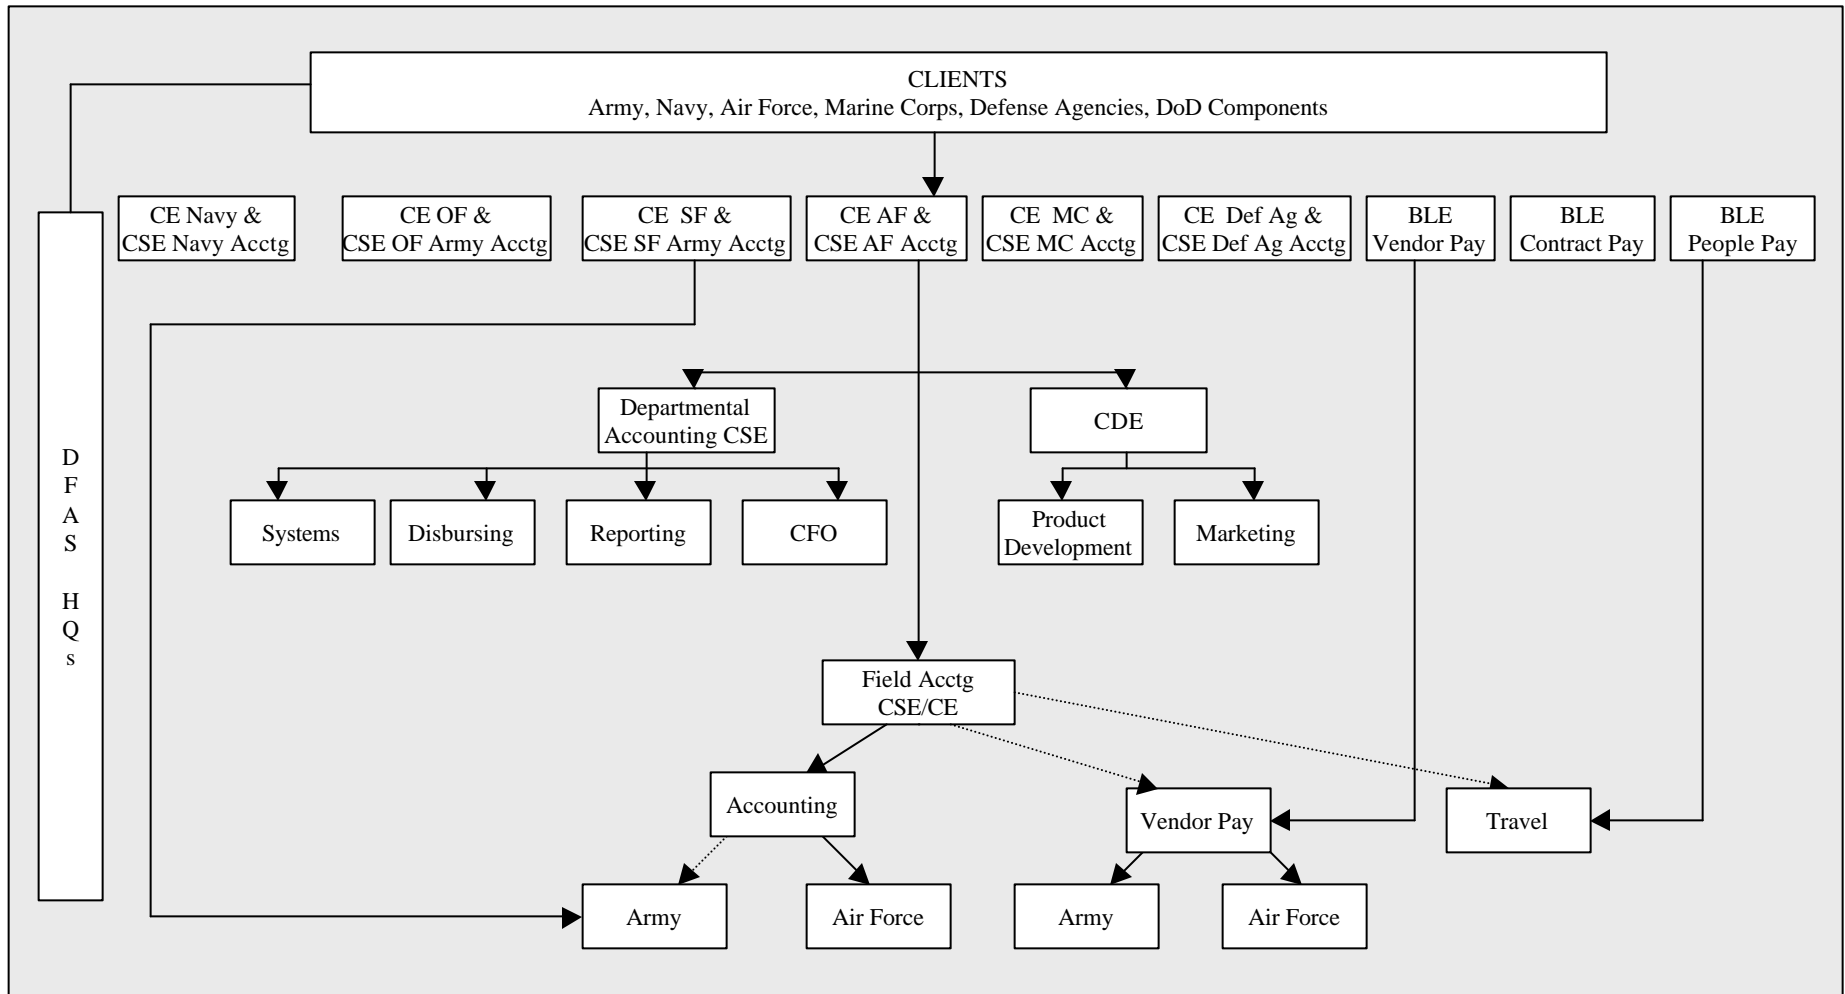 CLIENTS
Army, Navy, Air Force, Marine Corps, Defense Agencies, DoD Components
CE Navy &
CSE Navy Acctg
CE OF &
CSE OF Army Acctg
CE SF &
CSE SF Army Acctg
CE AF &
CSE AF Acctg
CE MC &
CSE MC Acctg
CE Def Ag &
CSE Def Ag Acctg
BLE
Vendor Pay
BLE
Contract Pay
BLE
People Pay
D
F
A
S
H
Q
s
Departmental
Accounting CSE
CDE
Systems
Disbursing
Reporting
CFO
Product
Development
Marketing
Field Acctg
CSE/CE
Accounting
Vendor Pay
Travel
Army
Air Force
Army
Air Force